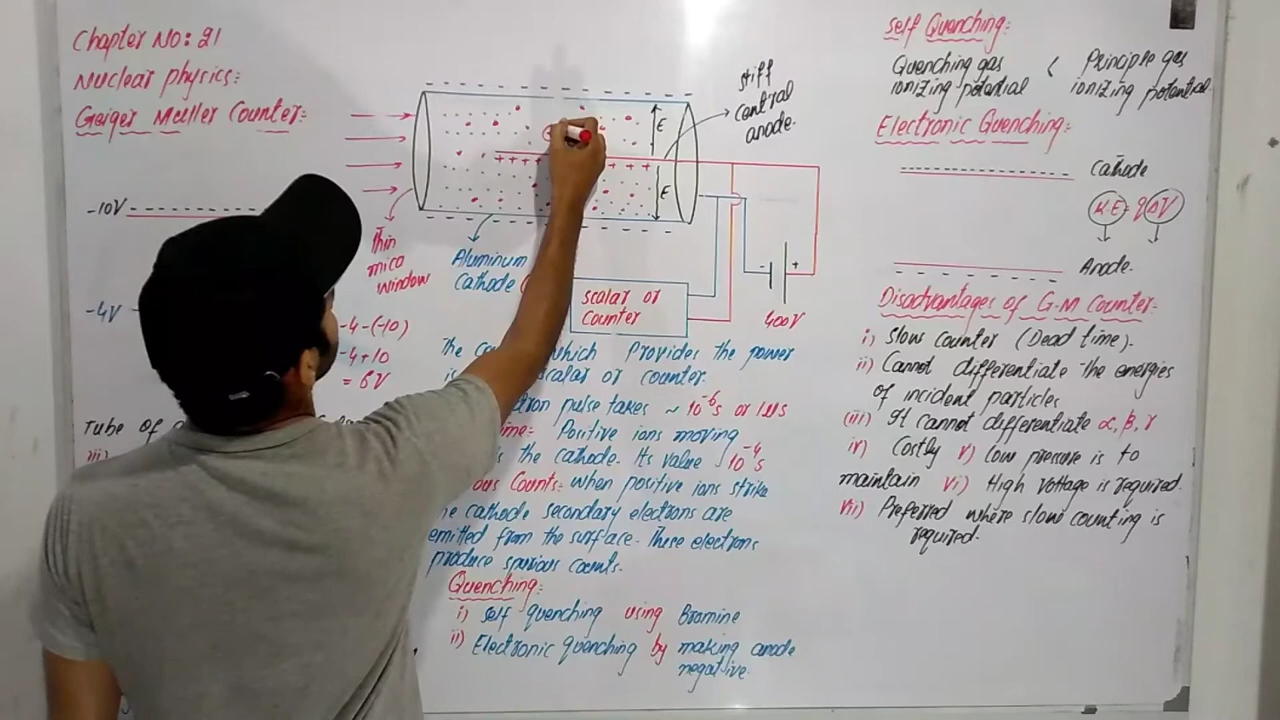 Chapter No: 21
Nuclear physics:
Geiger Muller Counter:
-10V
-4V
-4-(-10)
-4+10
= 6V
Tube of
iii)
thin
mica
window
Aluminum
Cathode
E
E
stiff
central
anode.
+ + + + + + +
- +
400V
scalar or
counter
which provides the power
scalar or counter.
pulse takes ~ 10⁻⁶s or 1μs
Positive ions moving
the cathode. Its value 10⁻⁴s
Counts: when positive ions strike
cathode secondary electrons are
emitted from the surface. These electrons
produce spurious counts.
Quenching:
i) self quenching using Bromine
ii) Electronic quenching by making anode
negative.
Self Quenching:
Quenching gas ionizing potential < Principle gas ionizing potential
Electronic Quenching:
Cathode
K.E = qΔV
Anode.
Disadvantages of G-M Counter:
i) Slow counter (Dead time).
ii) Cannot differentiate the energies
of incident particles
iii) It cannot differentiate α, β, γ
iv) Costly v) Low pressure is to
maintain vi) High voltage is required.
vii) Preferred where slow counting is
required.